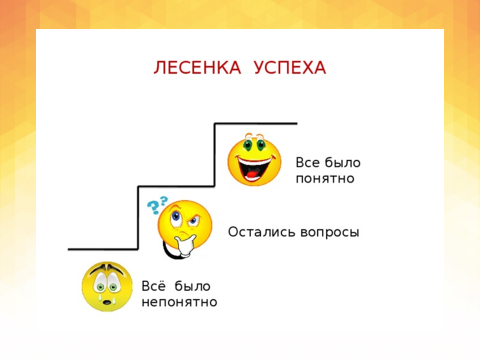 ЛЕСЕНКА УСПЕХА
Все было
понятно
??
Остались вопросы
Всё было
непонятно